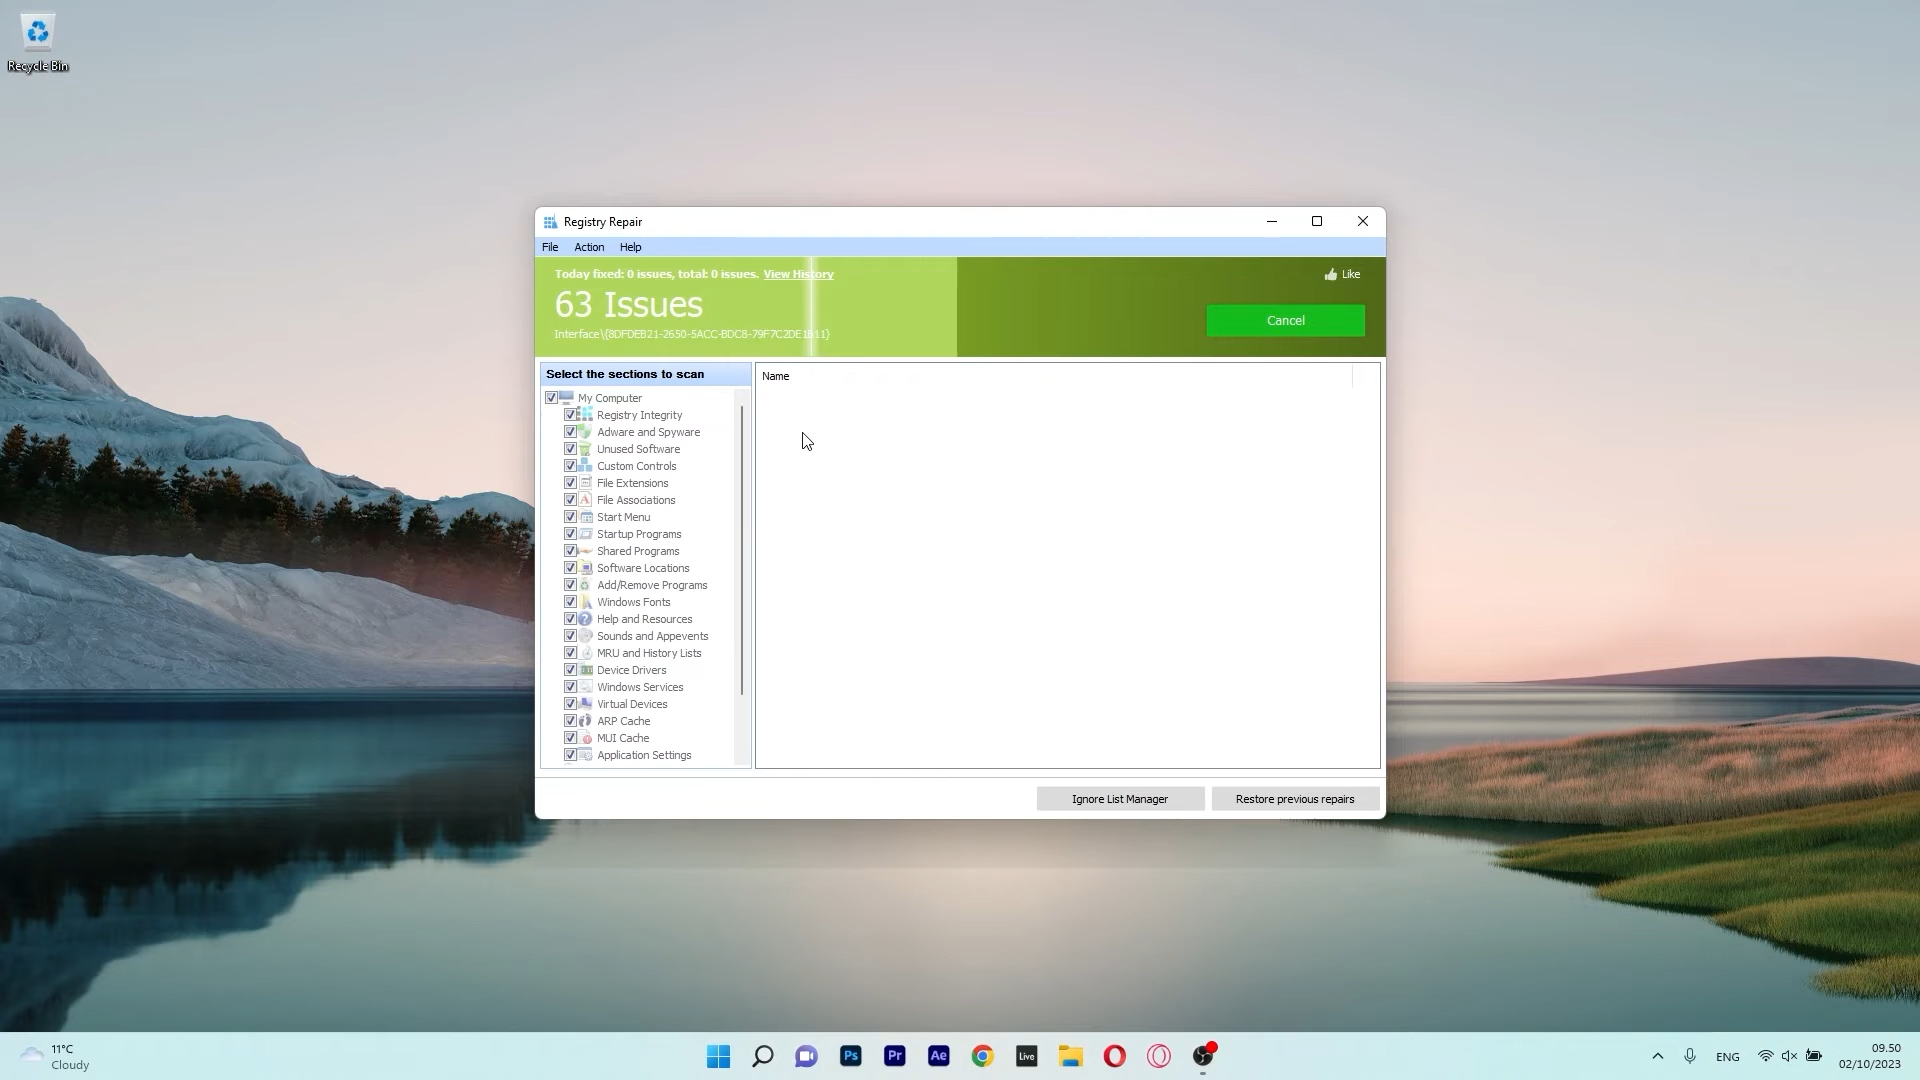 Recycle Bin
Registry Repair
File Action Help
Today fixed: 0 issues, total: 0 issues. View History
Like
63 Issues
Cancel
Select the sections to scan
Name
My Computer
Registry Integrity
Adware and Spyware
Unused Software
Custom Controls
File Extensions
File Associations
Start Menu
Startup Programs
Shared Programs
Software Locations
Add/Remove Programs
Windows Fonts
Help and Resources
Sounds and Appevents
MRU and History Lists
Device Drivers
Windows Services
Virtual Devices
ARP Cache
MUI Cache
Application Settings
Ignore List Manager
Restore previous repairs
11°C
Cloudy
Ps
Pr
Ae
Live
ENG
09.50
02/10/2023